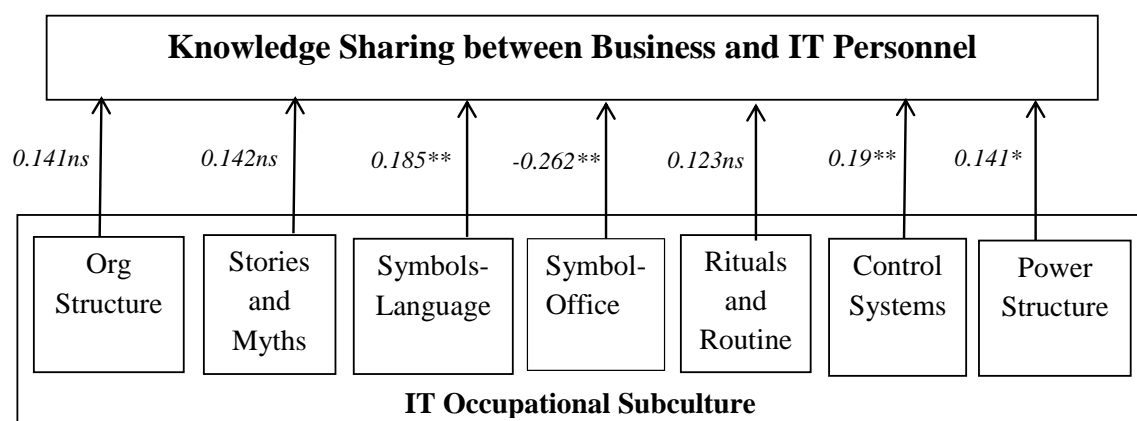 Knowledge Sharing between Business and IT Personnel
0.141ns
0.142ns
0.185**
-0.262**
0.123ns
0.19**
0.141*
Org
Structure
Stories
and
Myths
Symbols-
Language
Symbol-
Office
Rituals
and
Routine
Control
Systems
Power
Structure
IT Occupational Subculture